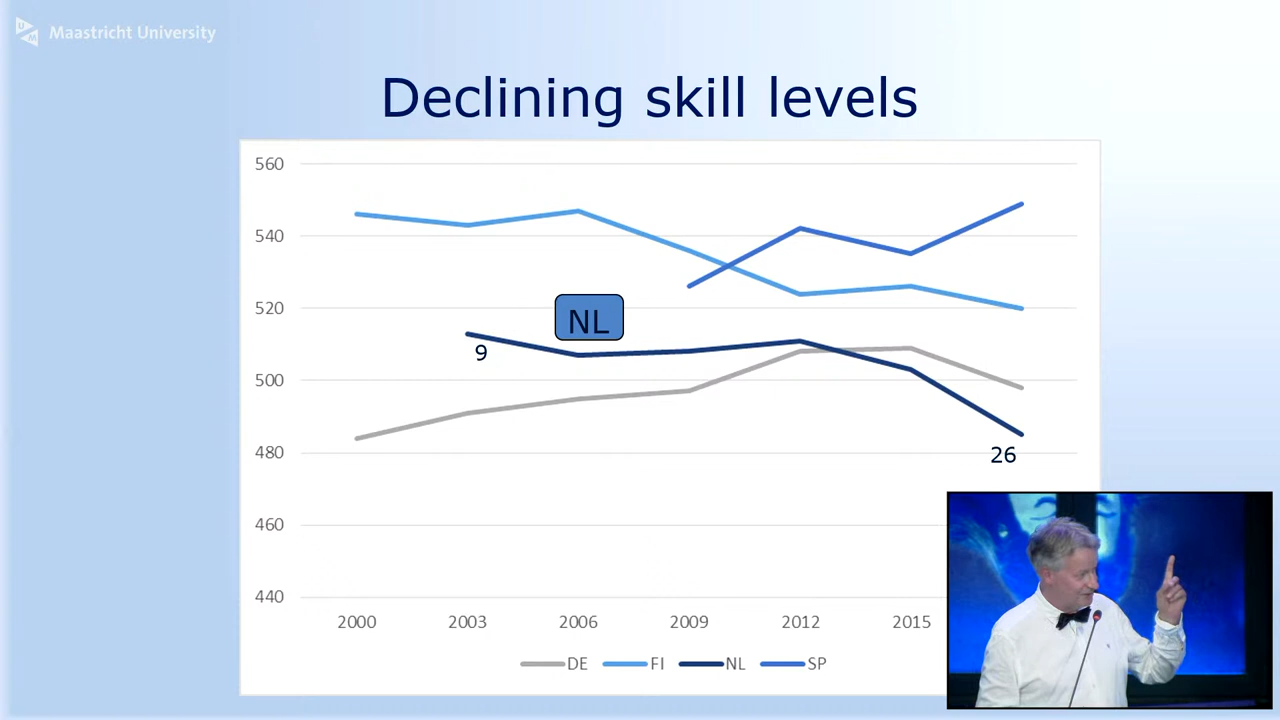 Maastricht University
Declining skill levels
560
540
520
500
480
460
440
NL
9
26
2000 2003 2006 2009 2012 2015
DE FI NL SP